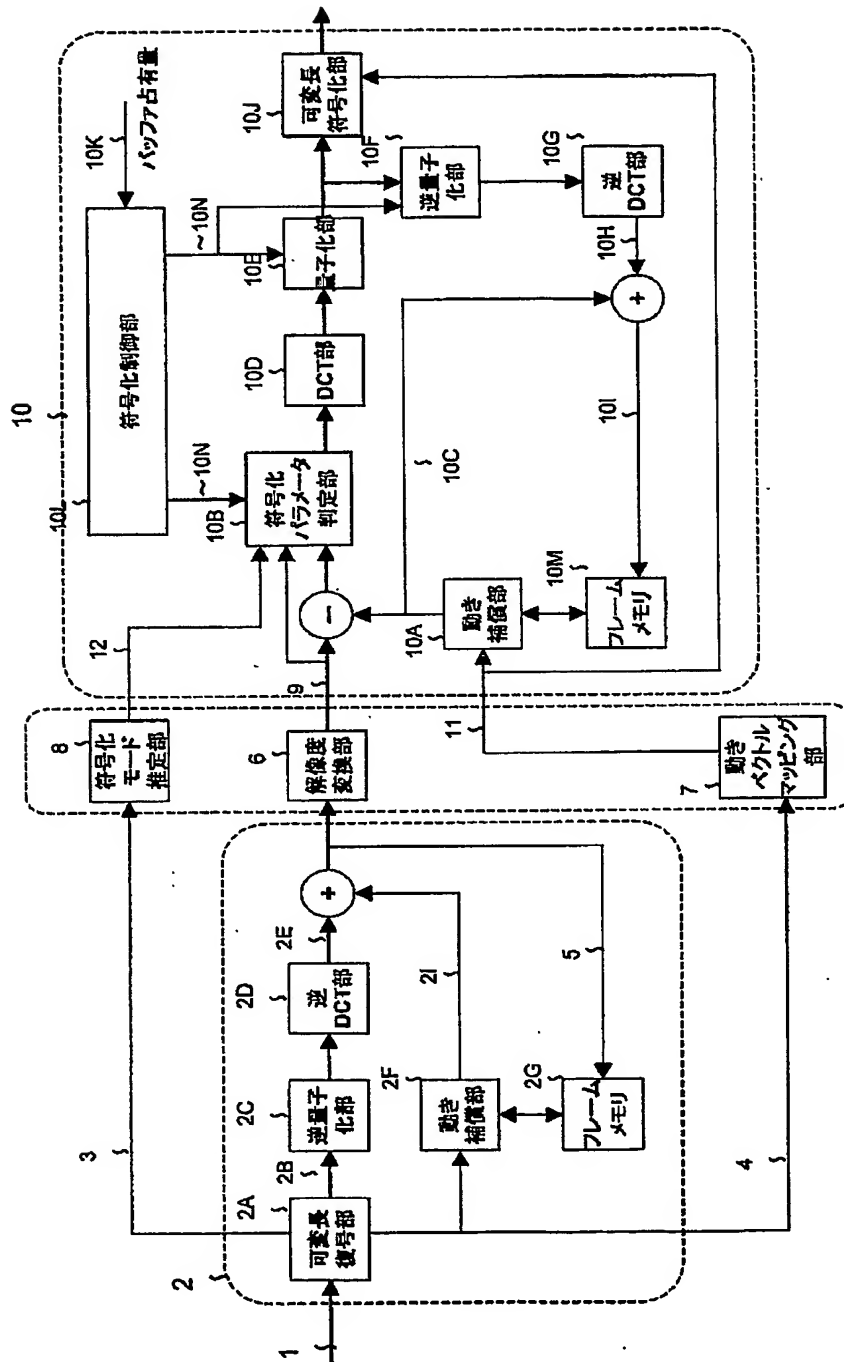 10
10L
符号化制御部
10K
バッファ占有量
~10N
~10N
12
8
符号化
モード
推定部
10B
符号化
パラメータ
判定部
10D
DCT部
10E
量子化部
10J
可変長
符号化部
10F
逆量子
化部
10G
逆
DCT部
10H
+
10I
10C
9
−
6
解像度
変換部
10A
動き
補償部
10M
フレーム
メモリ
11
7
動き
ベクトル
マッピング
部
3
2
1
2A
可変長
復号部
2B
2C
逆量子
化部
2D
逆
DCT部
2E
+
2I
2F
動き
補償部
2G
フレーム
メモリ
5
4